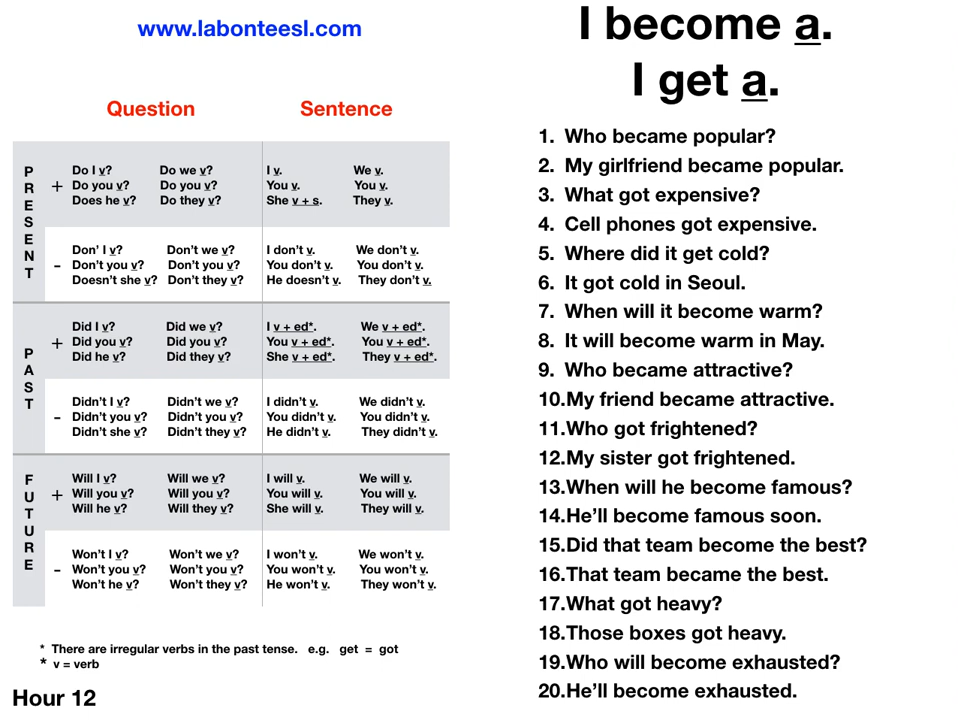 www.labonteesl.com
Question Sentence
PRESENT
+
Do I v? Do we v? I v. We v.
Do you v? Do you v? You v. You v.
Does he v? Do they v? She v + s. They v.
-
Don' I v? Don't we v? I don't v. We don't v.
Don't you v? Don't you v? You don't v. You don't v.
Doesn't she v? Don't they v? He doesn't v. They don't v.
PAST
+
Did I v? Did we v? I v + ed*. We v + ed*.
Did you v? Did you v? You v + ed*. You v + ed*.
Did he v? Did they v? She v + ed*. They v + ed*.
-
Didn't I v? Didn't we v? I didn't v. We didn't v.
Didn't you v? Didn't you v? You didn't v. You didn't v.
Didn't she v? Didn't they v? He didn't v. They didn't v.
FUTURE
+
Will I v? Will we v? I will v. We will v.
Will you v? Will you v? You will v. You will v.
Will he v? Will they v? She will v. They will v.
-
Won't I v? Won't we v? I won't v. We won't v.
Won't you v? Won't you v? You won't v. You won't v.
Won't he v? Won't they v? He won't v. They won't v.
* There are irregular verbs in the past tense. e.g. get = got
* v = verb
Hour 12
I become a.
I get a.
1. Who became popular?
2. My girlfriend became popular.
3. What got expensive?
4. Cell phones got expensive.
5. Where did it get cold?
6. It got cold in Seoul.
7. When will it become warm?
8. It will become warm in May.
9. Who became attractive?
10.My friend became attractive.
11.Who got frightened?
12.My sister got frightened.
13.When will he become famous?
14.He'll become famous soon.
15.Did that team become the best?
16.That team became the best.
17.What got heavy?
18.Those boxes got heavy.
19.Who will become exhausted?
20.He'll become exhausted.